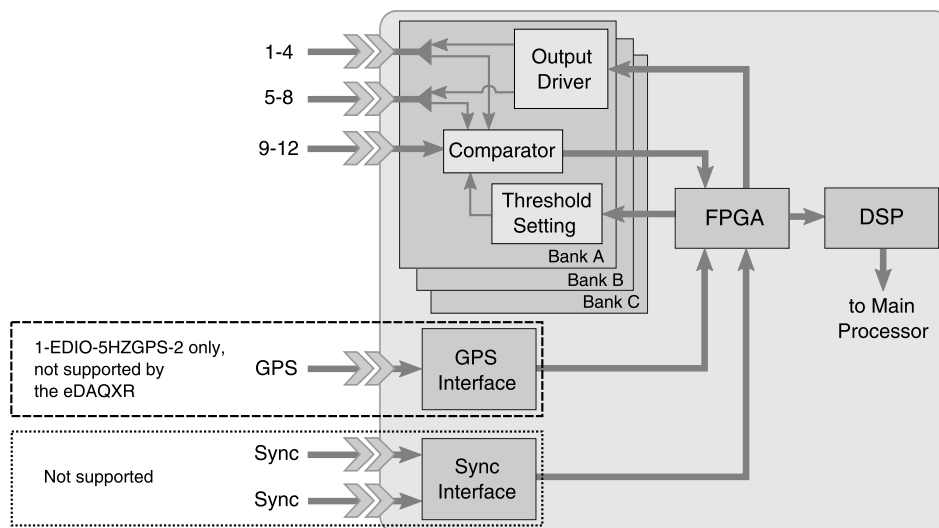 1-4
5-8
9-12
Output
Driver
Comparator
Threshold
Setting
Bank A
Bank B
Bank C
FPGA
DSP
to Main
Processor
1-EDIO-5HZGPS-2 only,
not supported by
the eDAQXR
GPS
GPS
Interface
Not supported
Sync
Sync
Sync
Interface